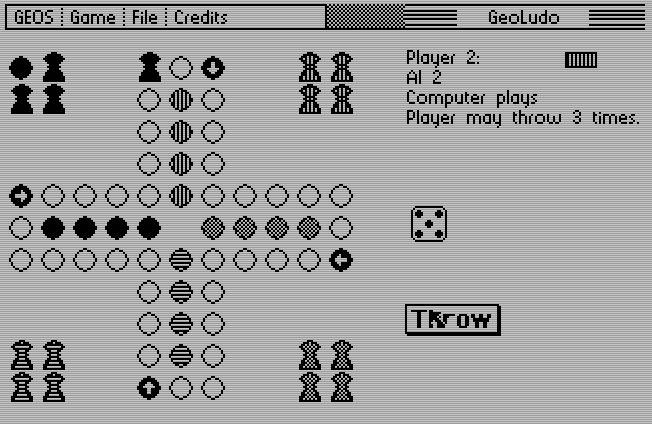 GEOS Game File Credits GeoLudo
Player 2:
AI 2
Computer plays
Player may throw 3 times.
Throw